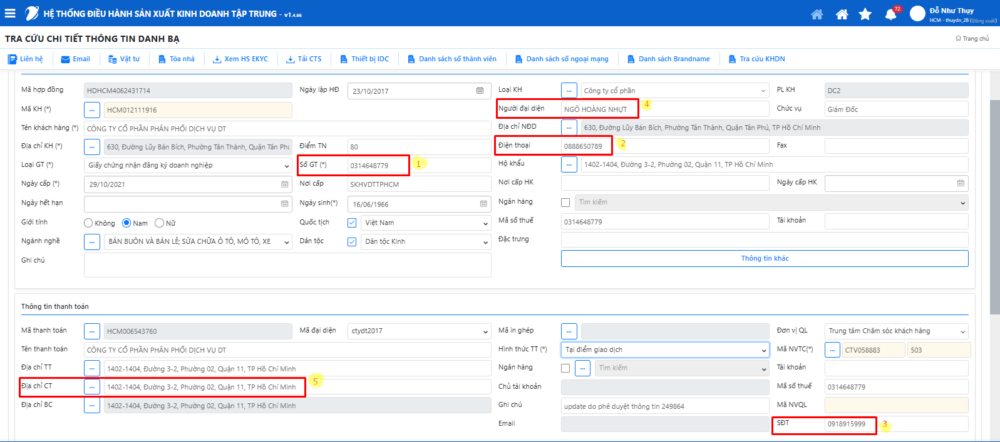 HỆ THỐNG ĐIỀU HÀNH SẢN XUẤT KINH DOANH TẬP TRUNG - v1.4.66
72
Đỗ Như Thụy
HCM - thuydn_28 (Đăng xuất)
TRA CỨU CHI TIẾT THÔNG TIN DANH BẠ
Trang chủ
Liên hệ Email Vật tư Tòa nhà Xem HS EKYC Tải CTS Thiết bị IDC Danh sách số thành viên Danh sách số ngoại mạng Danh sách Brandname Tra cứu KHDN
Mã hợp đồng HDHCM4062431714 Ngày lập HĐ 23/10/2017 Loại KH ... Công ty cổ phần PL KH DC2
Mã KH (*) ... HCM012111916 Người đại diện NGÔ HOÀNG NHỰT 4 Chức vụ Giám Đốc
Tên khách hàng (*) CÔNG TY CỔ PHẦN PHÂN PHỐI DỊCH VỤ DT Địa chỉ NĐD ... 630, Đường Lũy Bán Bích, Phường Tân Thành, Quận Tân Phú, TP Hồ Chí Minh
Địa chỉ KH (*) ... 630, Đường Lũy Bán Bích, Phường Tân Thành, Quận Tân Phú Điểm TN 80 Điện thoại 0888650789 2 Fax
Loại GT (*) Giấy chứng nhận đăng ký doanh nghiệp Số GT (*) 0314648779 1 Hộ khẩu ... 1402-1404, Đường 3-2, Phường 02, Quận 11, TP Hồ Chí Minh
Ngày cấp (*) 29/10/2021 Nơi cấp SKHVDTTPHCM Nơi cấp HK Ngày cấp HK
Ngày hết hạn Ngày sinh(*) 16/06/1966 Ngân hàng Tìm kiếm
Giới tính Không Nam Nữ Quốc tịch Việt Nam Mã số thuế 0314648779 Tài khoản
Ngành nghề ... BÁN BUÔN VÀ BÁN LẺ; SỬA CHỮA Ô TÔ, MÔ TÔ, XE Dân tộc Dân tộc Kinh Đặc trưng
Ghi chú Thông tin khác
Thông tin thanh toán
Mã thanh toán ... HCM006543760 Mã đại diện ctydt2017 Mã in ghép ... Đơn vị QL Trung tâm Chăm sóc khách hàng
Tên thanh toán CÔNG TY CỔ PHẦN PHÂN PHỐI DỊCH VỤ DT Hình thức TT (*) Tại điểm giao dịch Mã NVTC(*) ... CTV058883 503
Địa chỉ TT ... 1402-1404, Đường 3-2, Phường 02, Quận 11, TP Hồ Chí Minh Ngân hàng ... Tìm kiếm Tài khoản
Địa chỉ CT ... 1402-1404, Đường 3-2, Phường 02, Quận 11, TP Hồ Chí Minh 5 Chủ tài khoản Mã số thuế 0314648779
Địa chỉ BC ... 1402-1404, Đường 3-2, Phường 02, Quận 11, TP Hồ Chí Minh Ghi chú update do phê duyệt thông tin 249864 Mã NVQL
Email SĐT 0918915999 3